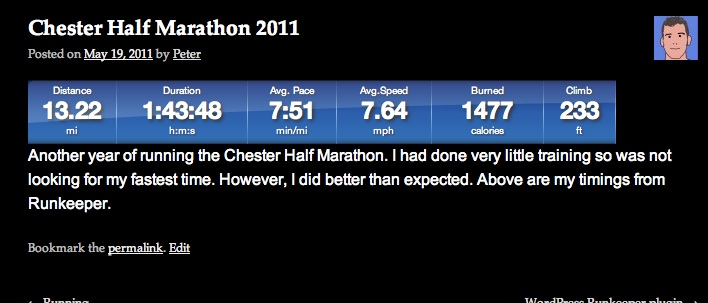 Chester Half Marathon 2011
Posted on May 19, 2011 by Peter
Distance Duration Avg. Pace Avg.Speed Burned Climb
13.22 1:43:48 7:51 7.64 1477 233
mi h:m:s min/mi mph calories ft
Another year of running the Chester Half Marathon. I had done very little training so was not
looking for my fastest time. However, I did better than expected. Above are my timings from
Runkeeper.
Bookmark the permalink. Edit
← Running WordPress Runkeeper plugin →